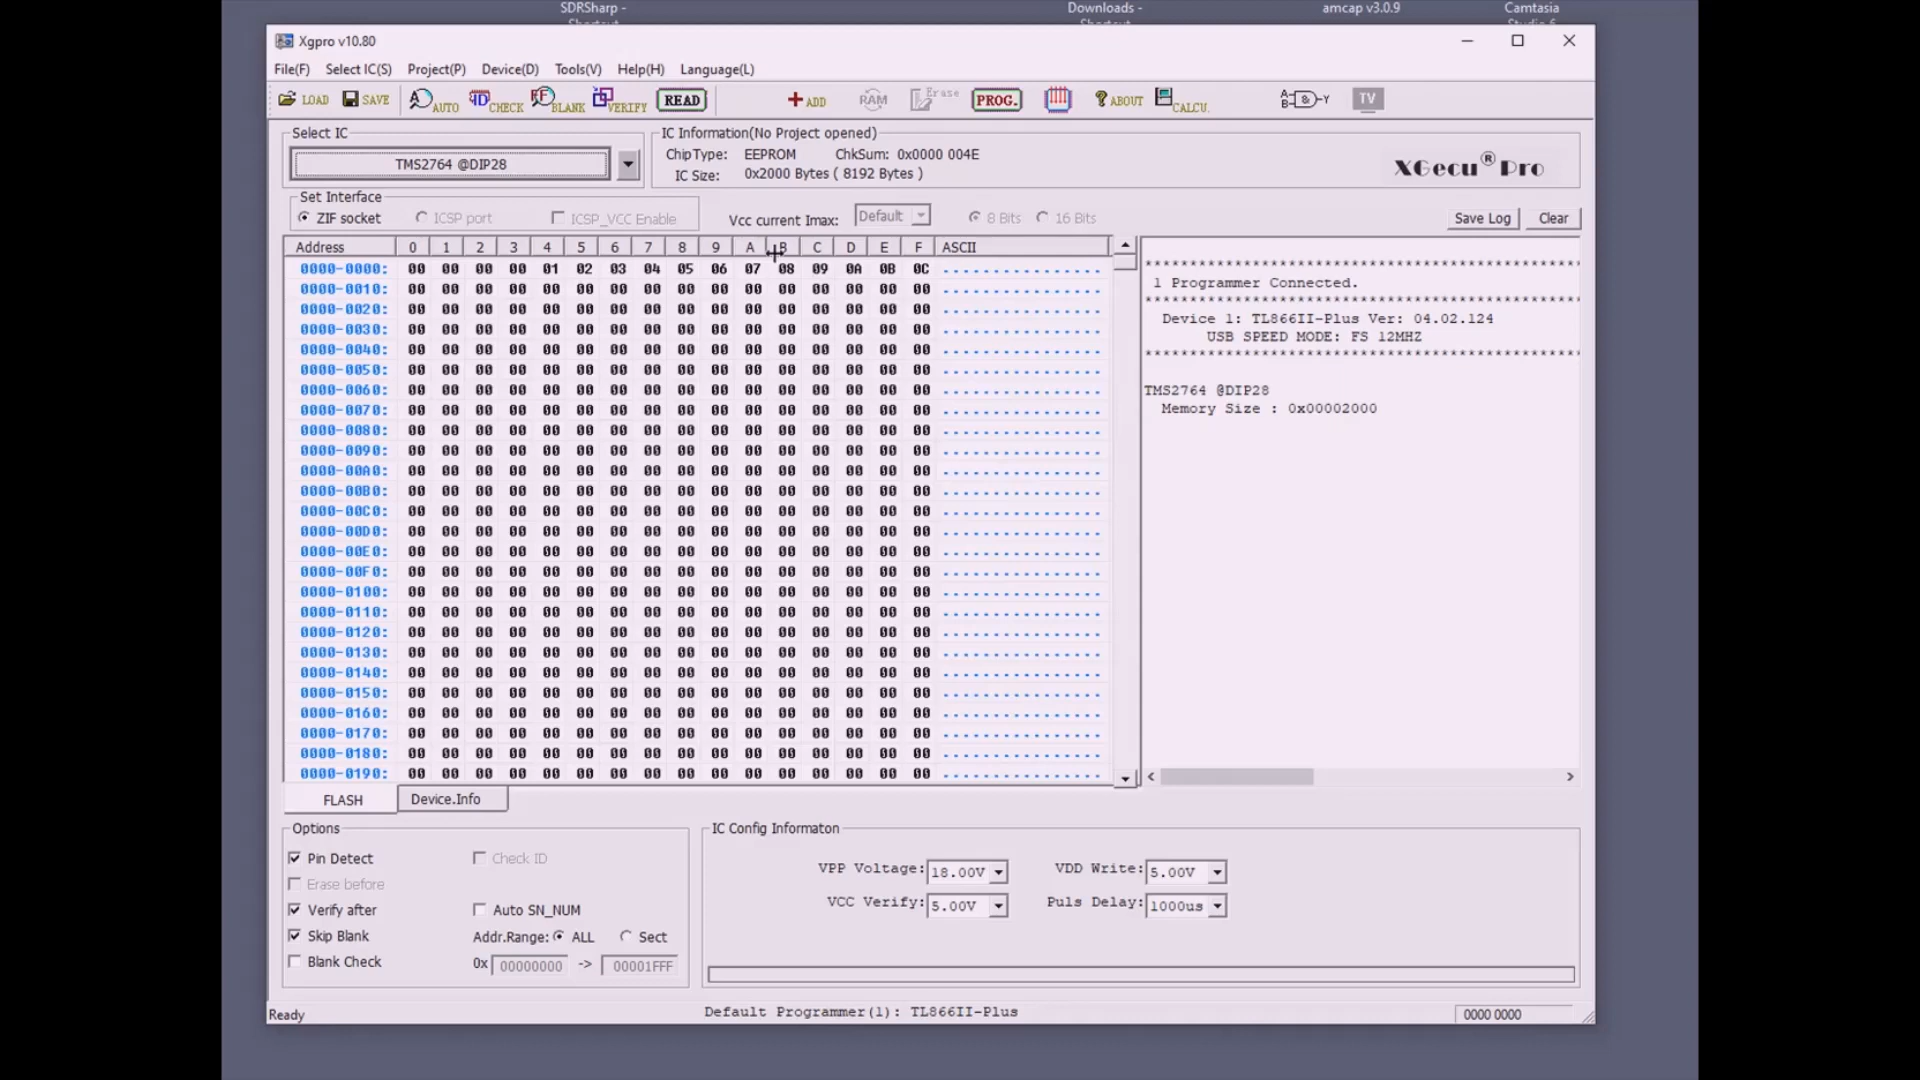 SDRSharp -
Downloads -
amcap v3.0.9
Camtasia
Xgpro v10.80
File(F) Select IC(S) Project(P) Device(D) Tools(V) Help(H) Language(L)
LOAD SAVE AUTO CHECK BLANK VERIFY READ ADD RAM Erase PROG. ABOUT CALCU. TV
Select IC
TMS2764 @DIP28
IC Information(No Project opened)
ChipType: EEPROM ChkSum: 0x0000 004E
IC Size: 0x2000 Bytes ( 8192 Bytes )
XGecu® Pro
Set Interface
ZIF socket ICSP port ICSP_VCC Enable Vcc current Imax: Default 8 Bits 16 Bits Save Log Clear
Address 0 1 2 3 4 5 6 7 8 9 A B C D E F ASCII
0000-0000: 00 00 00 00 01 02 03 04 05 06 07 08 09 0A 0B 0C ................
0000-0010: 00 00 00 00 00 00 00 00 00 00 00 00 00 00 00 00 ................
0000-0020: 00 00 00 00 00 00 00 00 00 00 00 00 00 00 00 00 ................
0000-0030: 00 00 00 00 00 00 00 00 00 00 00 00 00 00 00 00 ................
0000-0040: 00 00 00 00 00 00 00 00 00 00 00 00 00 00 00 00 ................
0000-0050: 00 00 00 00 00 00 00 00 00 00 00 00 00 00 00 00 ................
0000-0060: 00 00 00 00 00 00 00 00 00 00 00 00 00 00 00 00 ................
0000-0070: 00 00 00 00 00 00 00 00 00 00 00 00 00 00 00 00 ................
0000-0080: 00 00 00 00 00 00 00 00 00 00 00 00 00 00 00 00 ................
0000-0090: 00 00 00 00 00 00 00 00 00 00 00 00 00 00 00 00 ................
0000-00A0: 00 00 00 00 00 00 00 00 00 00 00 00 00 00 00 00 ................
0000-00B0: 00 00 00 00 00 00 00 00 00 00 00 00 00 00 00 00 ................
0000-00C0: 00 00 00 00 00 00 00 00 00 00 00 00 00 00 00 00 ................
0000-00D0: 00 00 00 00 00 00 00 00 00 00 00 00 00 00 00 00 ................
0000-00E0: 00 00 00 00 00 00 00 00 00 00 00 00 00 00 00 00 ................
0000-00F0: 00 00 00 00 00 00 00 00 00 00 00 00 00 00 00 00 ................
0000-0100: 00 00 00 00 00 00 00 00 00 00 00 00 00 00 00 00 ................
0000-0110: 00 00 00 00 00 00 00 00 00 00 00 00 00 00 00 00 ................
0000-0120: 00 00 00 00 00 00 00 00 00 00 00 00 00 00 00 00 ................
0000-0130: 00 00 00 00 00 00 00 00 00 00 00 00 00 00 00 00 ................
0000-0140: 00 00 00 00 00 00 00 00 00 00 00 00 00 00 00 00 ................
0000-0150: 00 00 00 00 00 00 00 00 00 00 00 00 00 00 00 00 ................
0000-0160: 00 00 00 00 00 00 00 00 00 00 00 00 00 00 00 00 ................
0000-0170: 00 00 00 00 00 00 00 00 00 00 00 00 00 00 00 00 ................
0000-0180: 00 00 00 00 00 00 00 00 00 00 00 00 00 00 00 00 ................
0000-0190: 00 00 00 00 00 00 00 00 00 00 00 00 00 00 00 00 ................
*************************************************
1 Programmer Connected.
*************************************************
Device 1: TL866II-Plus Ver: 04.02.124
USB SPEED MODE: FS 12MHZ
*************************************************
TMS2764 @DIP28
Memory Size : 0x00002000
FLASH Device.Info
Options
Pin Detect Check ID
Erase before
Verify after Auto SN_NUM
Skip Blank Addr.Range: ALL Sect
Blank Check 0x 00000000 -> 00001FFF
IC Config Informaton
VPP Voltage: 18.00V VDD Write: 5.00V
VCC Verify: 5.00V Puls Delay: 1000us
Ready Default Programmer(1): TL866II-Plus 0000 0000